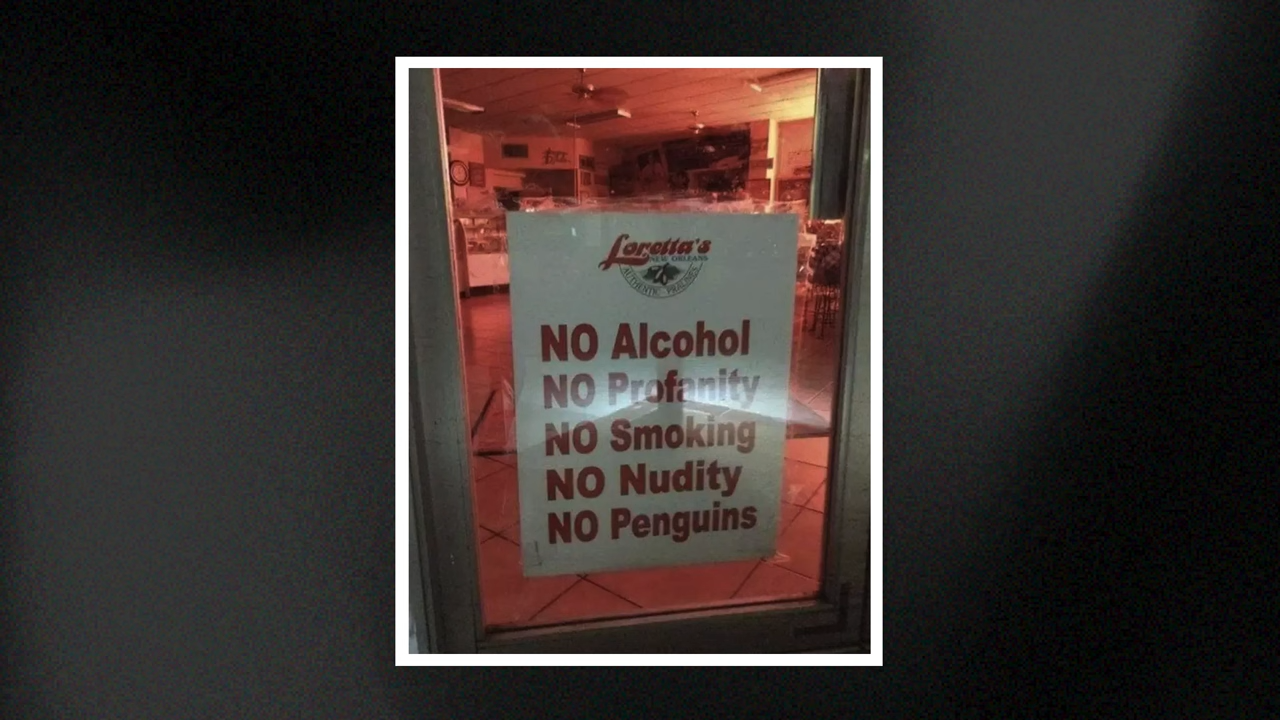 Loretta's
NEW ORLEANS
AUTHENTIC PRALINES
NO Alcohol
NO Profanity
NO Smoking
NO Nudity
NO Penguins